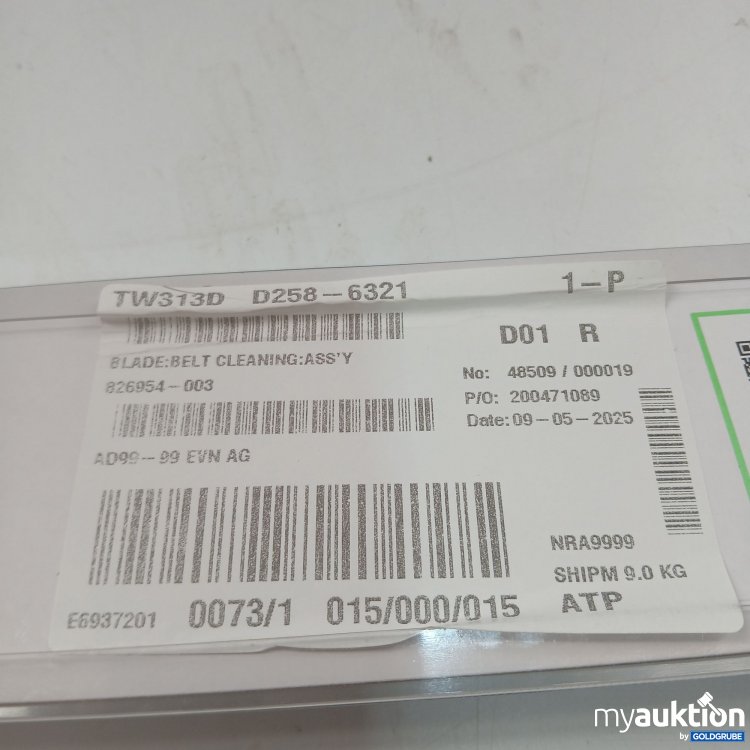 TW313D D258-6321 1-P
D01 R
BLADE:BELT CLEANING:ASS'Y
No: 48509 / 000019
826954-003
P/O: 200471089
Date: 09-05-2025
AD99--99 EVN AG
NRA9999
SHIPM 9.0 KG
E6937201 0073/1 015/000/015 ATP
myauktion
by GOLDGRUBE